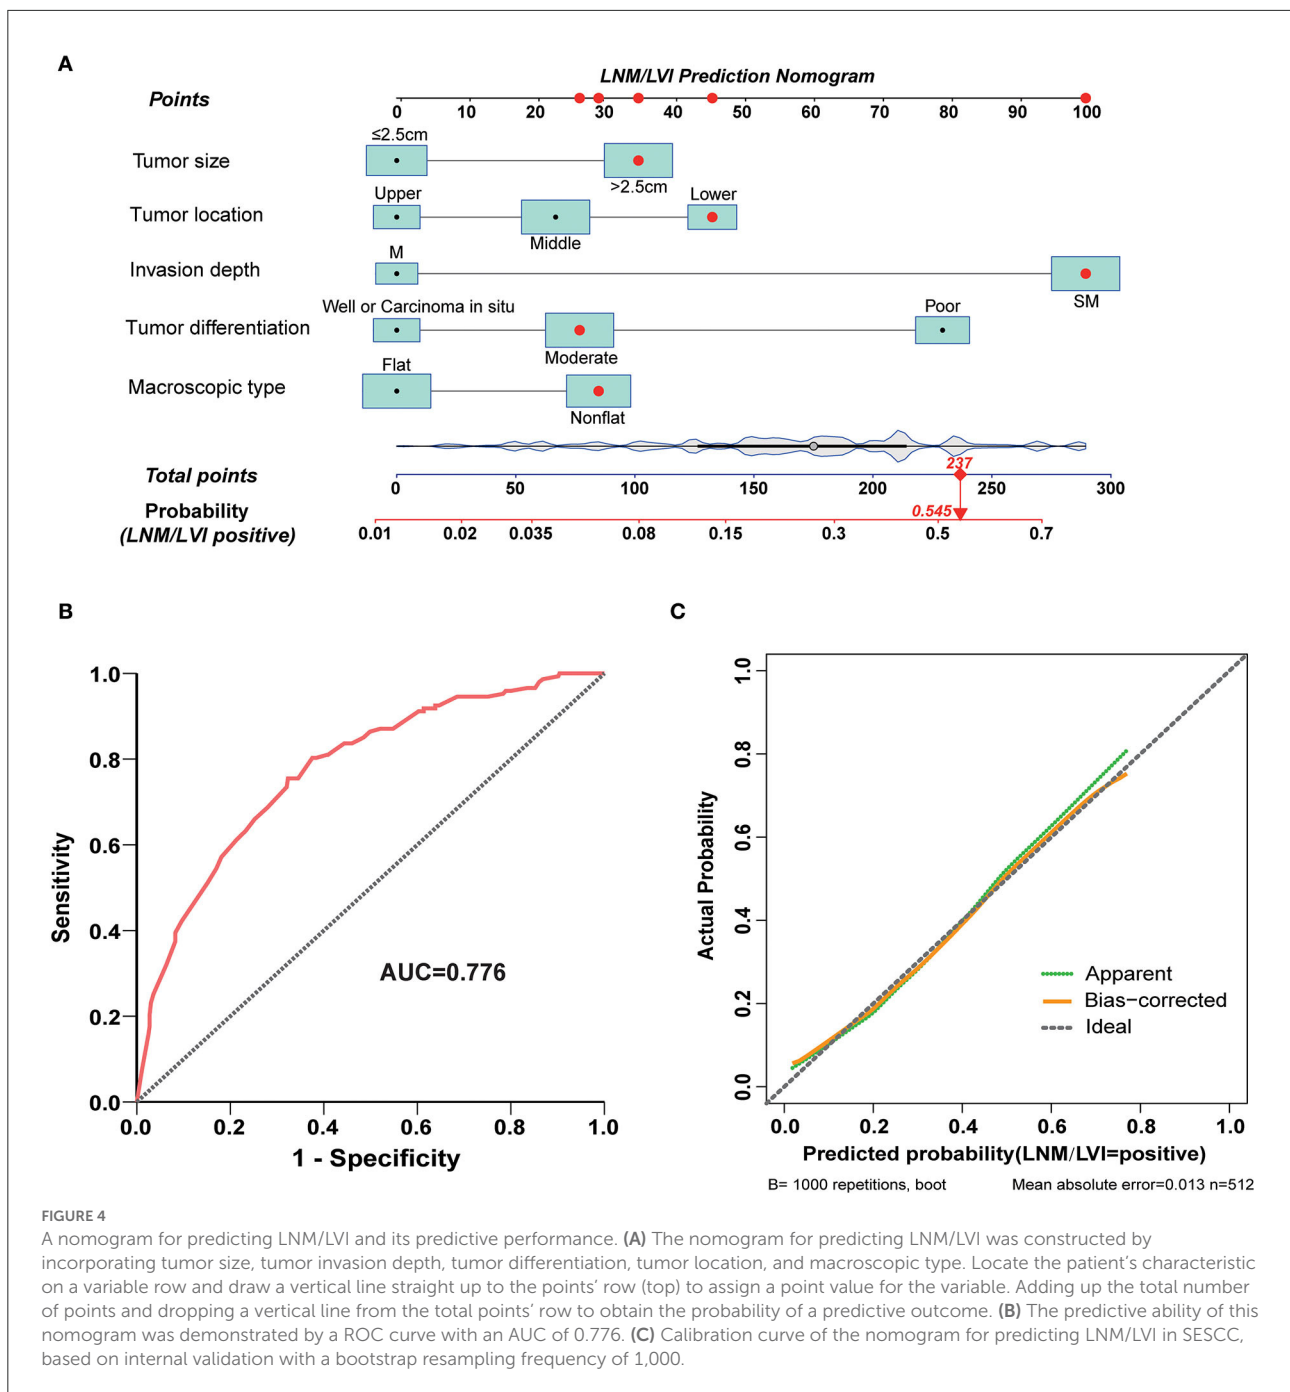 A
LNM/LVI Prediction Nomogram
Points
0 10 20 30 40 50 60 70 80 90 100
≤2.5cm
Tumor size
>2.5cm
Upper Lower
Tumor location
Middle
M
Invasion depth
SM
Well or Carcinoma in situ Poor
Tumor differentiation
Moderate
Flat
Macroscopic type
Nonflat
237
Total points
0 50 100 150 200 250 300
0.545
Probability
(LNM/LVI positive)
0.01 0.02 0.035 0.08 0.15 0.3 0.5 0.7
B
1.0
0.8
0.6
0.4
0.2
0.0
Sensitivity
AUC=0.776
0.0 0.2 0.4 0.6 0.8 1.0
1 - Specificity
C
1.0
0.8
0.6
0.4
0.2
0.0
Actual Probability
Apparent
Bias-corrected
Ideal
0.0 0.2 0.4 0.6 0.8 1.0
Predicted probability(LNM/LVI=positive)
B= 1000 repetitions, boot Mean absolute error=0.013 n=512
FIGURE 4
A nomogram for predicting LNM/LVI and its predictive performance. (A) The nomogram for predicting LNM/LVI was constructed by
incorporating tumor size, tumor invasion depth, tumor differentiation, tumor location, and macroscopic type. Locate the patient's characteristic
on a variable row and draw a vertical line straight up to the points' row (top) to assign a point value for the variable. Adding up the total number
of points and dropping a vertical line from the total points' row to obtain the probability of a predictive outcome. (B) The predictive ability of this
nomogram was demonstrated by a ROC curve with an AUC of 0.776. (C) Calibration curve of the nomogram for predicting LNM/LVI in SESCC,
based on internal validation with a bootstrap resampling frequency of 1,000.